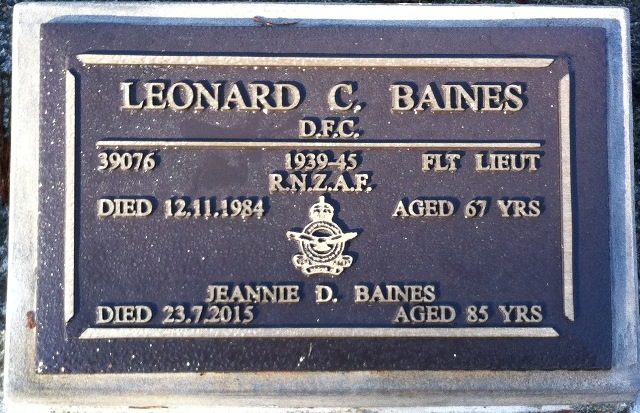 LEONARD C. BAINES
D.F.C.
39076 1939-45 FLT LIEUT
R.N.Z.A.F.
DIED 12.11.1984 AGED 67 YRS
JEANNIE D. BAINES
DIED 23.7.2015 AGED 85 YRS